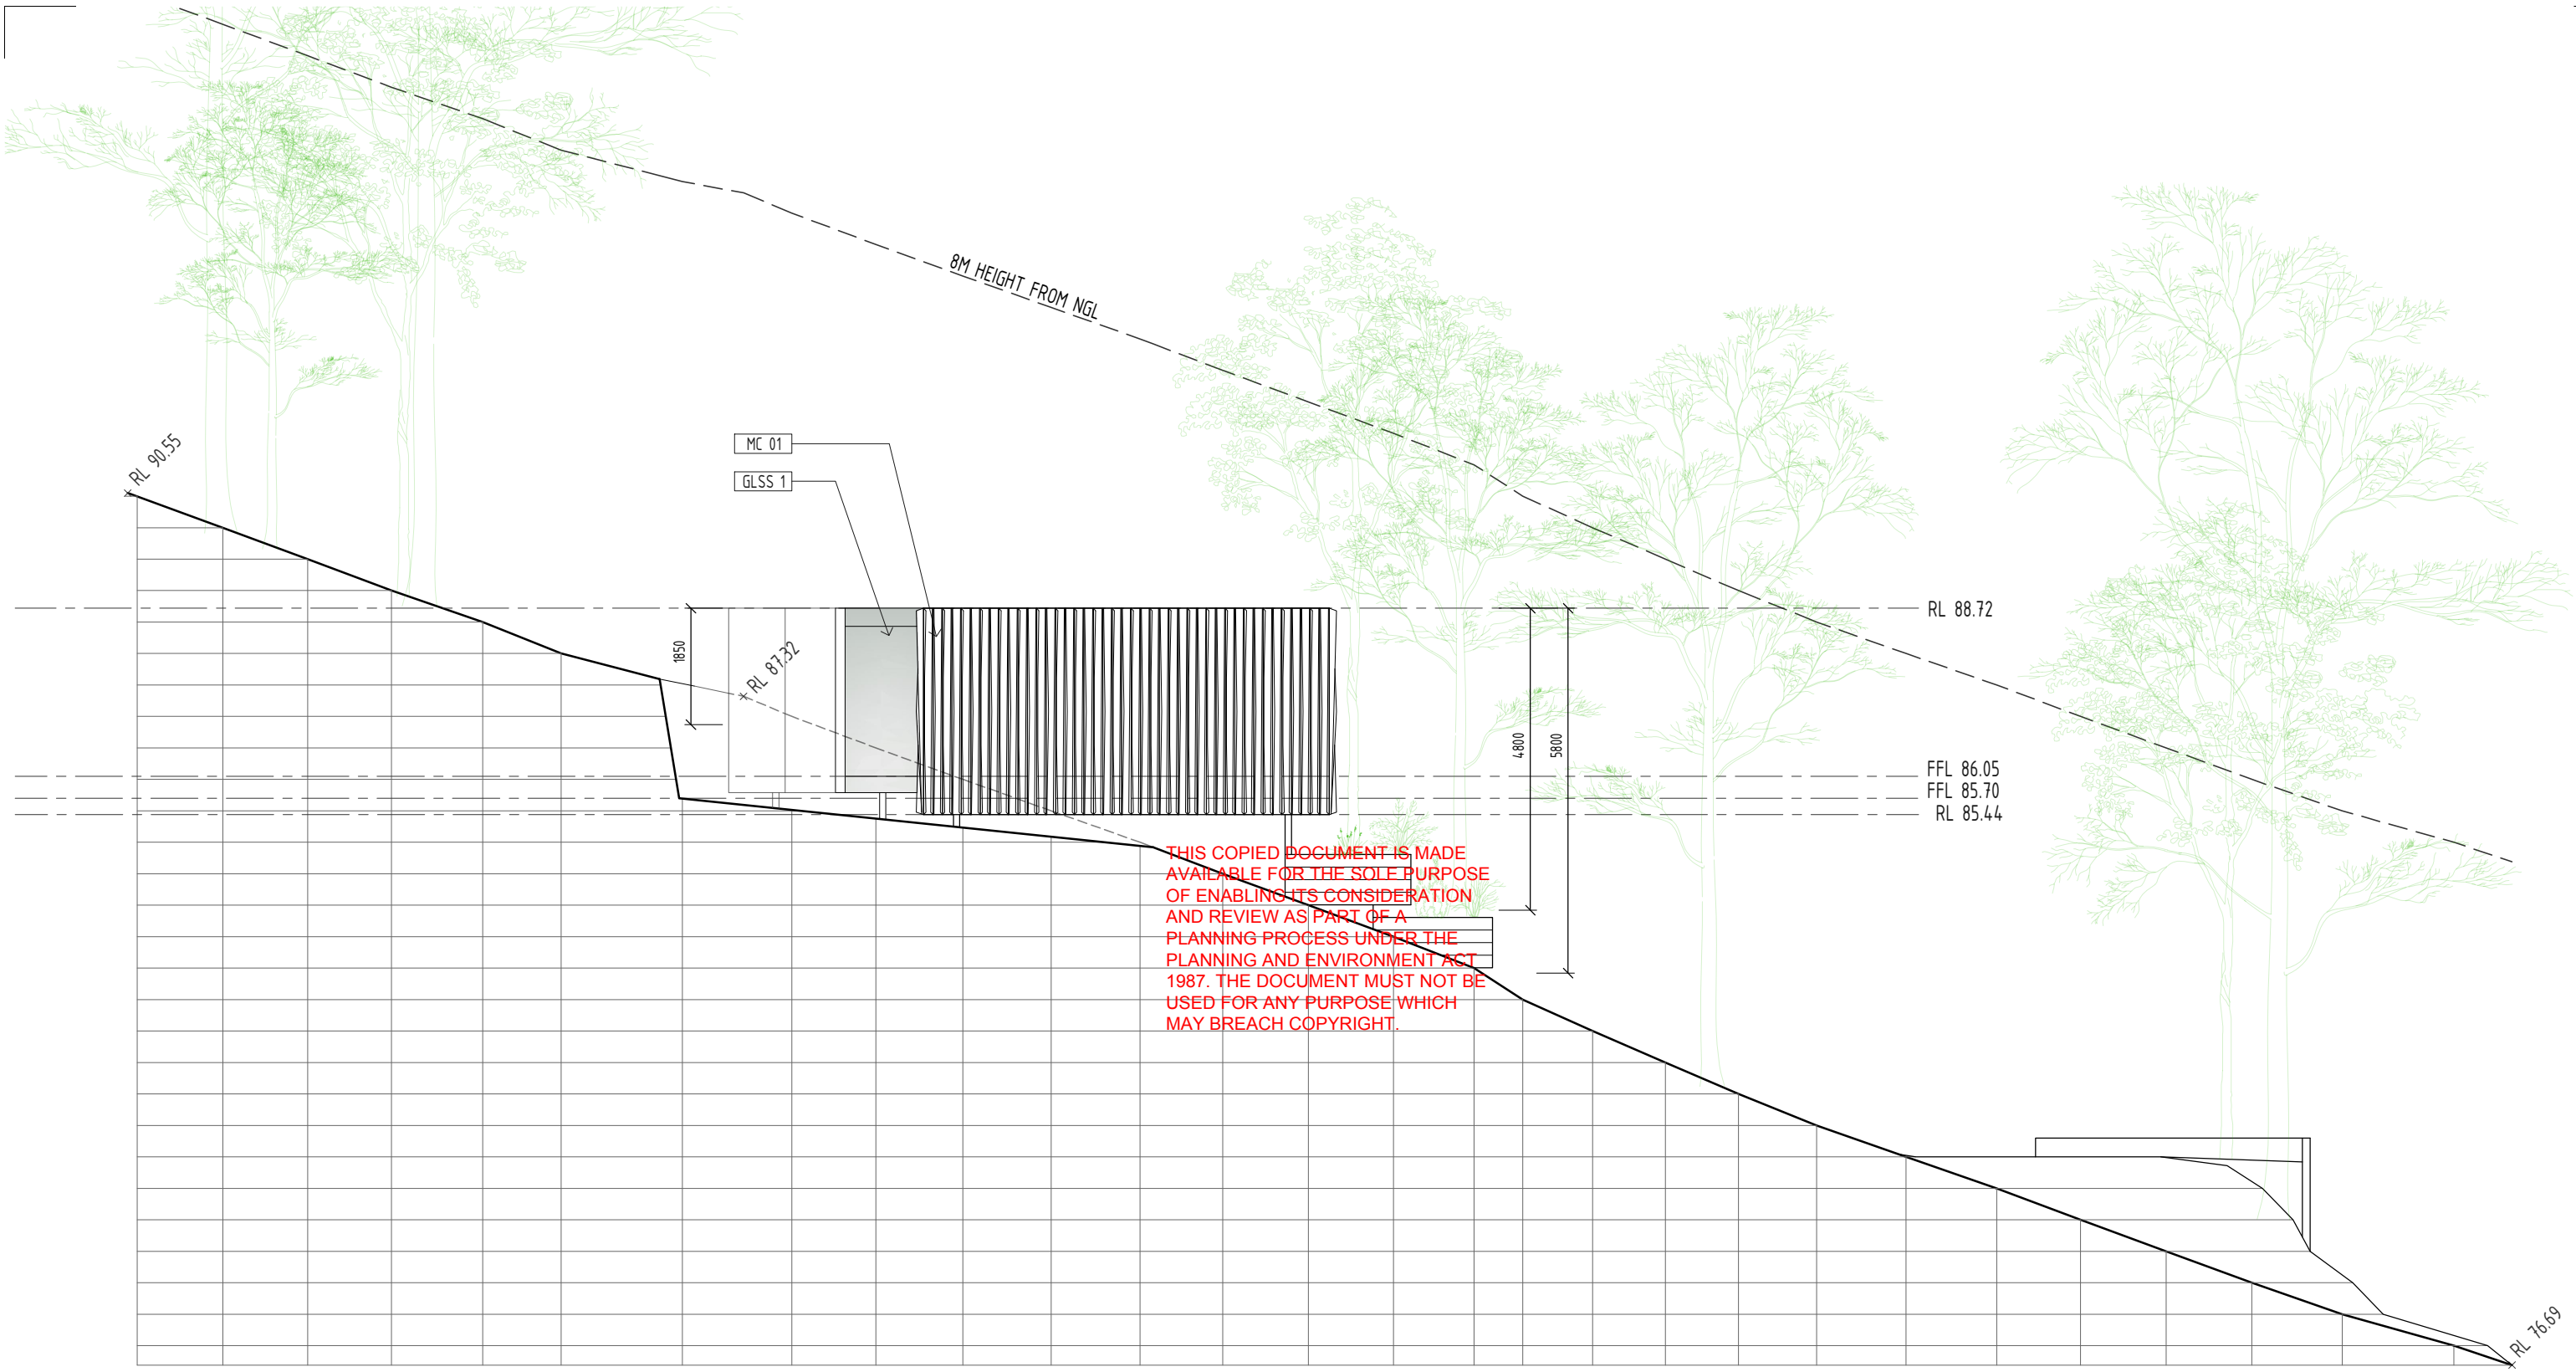 8M HEIGHT FROM NGL
RL 90.55
MC 01
GLSS 1
1850
RL 87.32
RL 88.72
4800
5800
FFL 86.05
FFL 85.70
RL 85.44
THIS COPIED DOCUMENT IS MADE
AVAILABLE FOR THE SOLE PURPOSE
OF ENABLING ITS CONSIDERATION
AND REVIEW AS PART OF A
PLANNING PROCESS UNDER THE
PLANNING AND ENVIRONMENT ACT
1987. THE DOCUMENT MUST NOT BE
USED FOR ANY PURPOSE WHICH
MAY BREACH COPYRIGHT.
RL 76.69